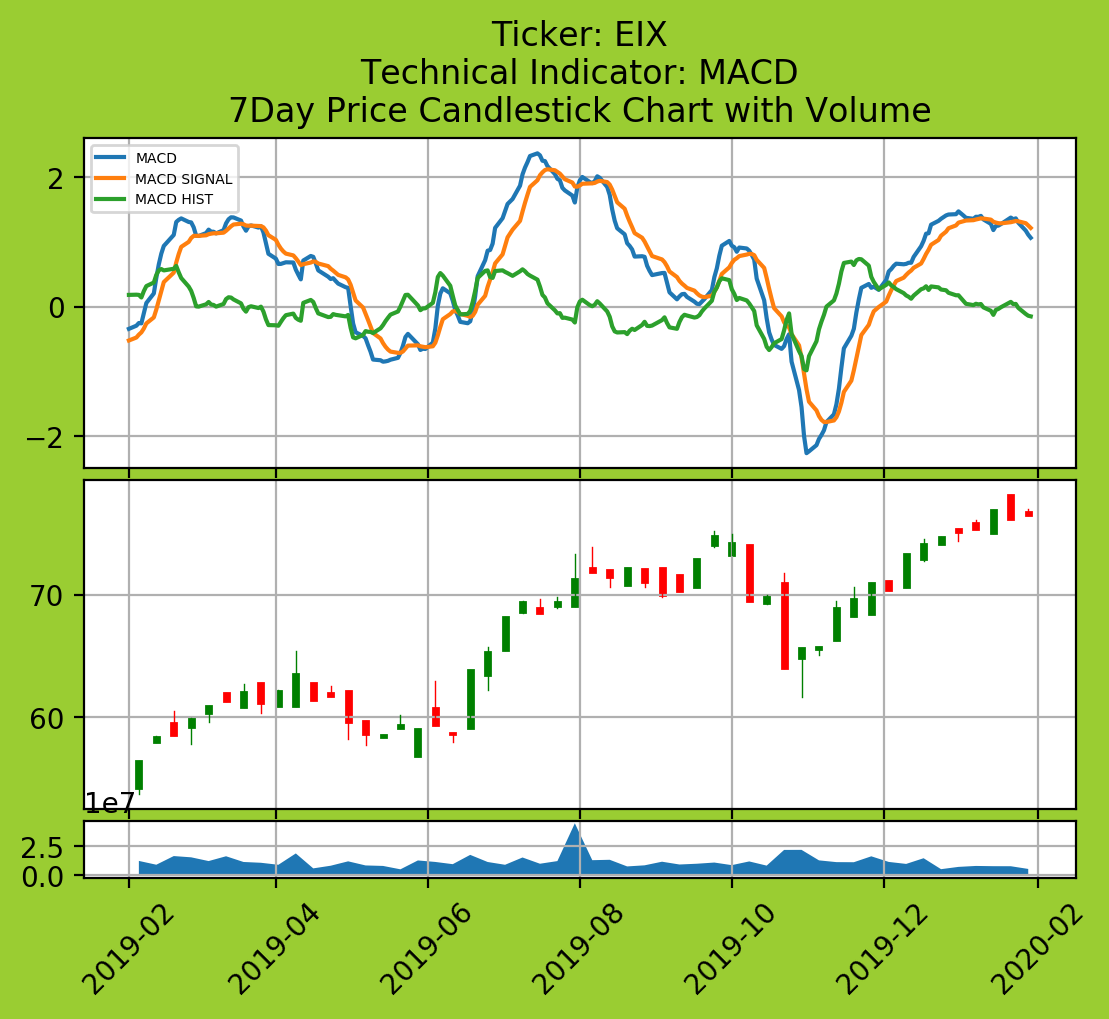 Ticker: EIX
Technical Indicator: MACD
7Day Price Candlestick Chart with Volume
MACD
MACD SIGNAL
MACD HIST
2
0
−2
70
60
1e7
2.5
0.0
2019-02
2019-04
2019-06
2019-08
2019-10
2019-12
2020-02